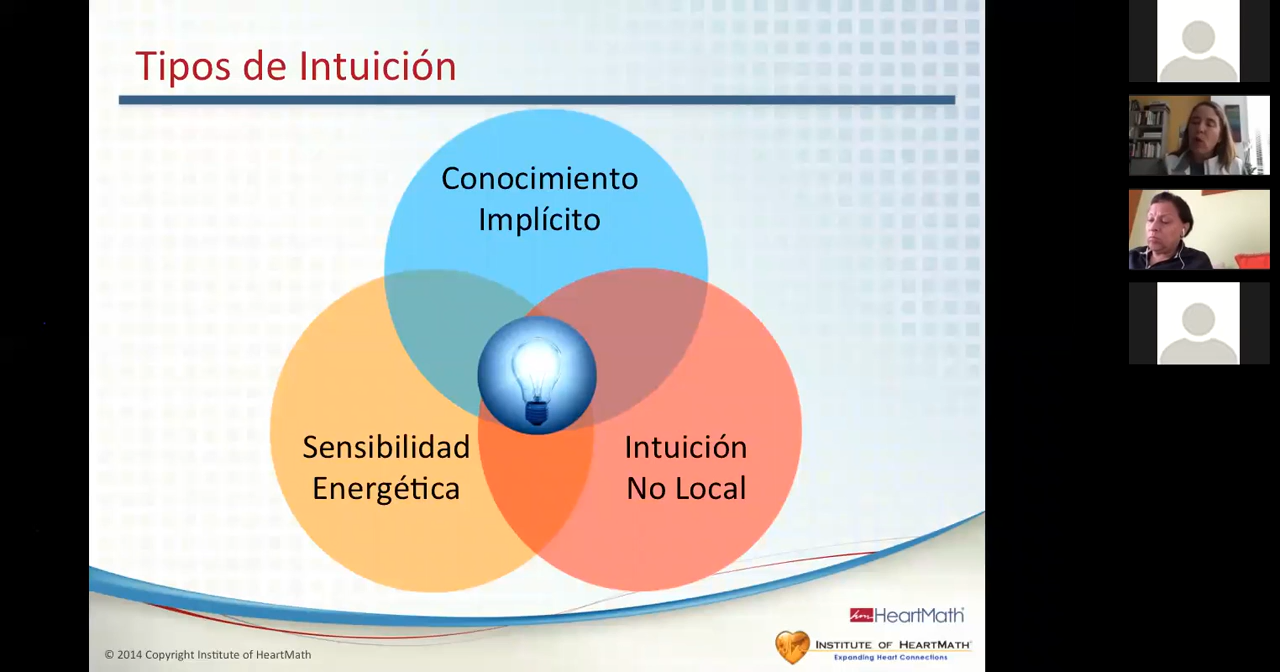 Tipos de Intuición
Conocimiento
Implícito
Sensibilidad
Energética
Intuición
No Local
HeartMath
INSTITUTE OF HEARTMATH
Expanding Heart Connections
© 2014 Copyright Institute of HeartMath